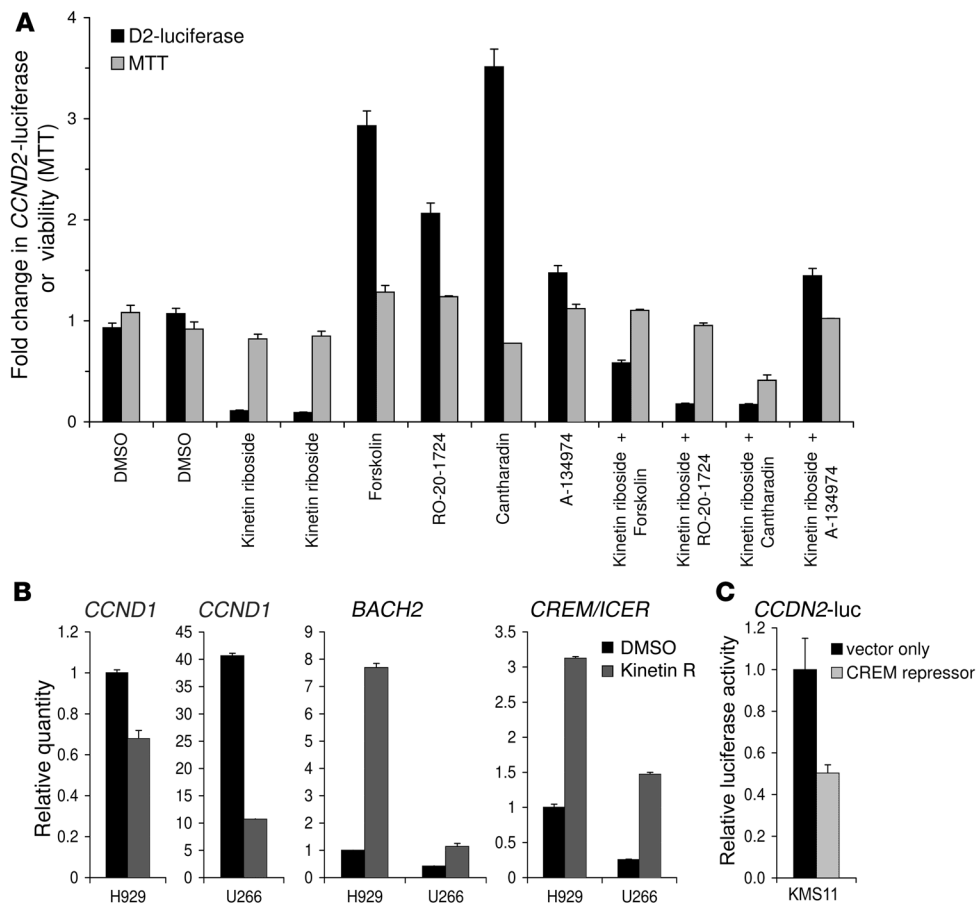 A
D2-luciferase
MTT
Fold change in CCND2-luciferase
or viability (MTT)
4
3
2
1
0
DMSO
DMSO
Kinetin riboside
Kinetin riboside
Forskolin
RO-20-1724
Cantharadin
A-134974
Kinetin riboside +
Forskolin
Kinetin riboside +
RO-20-1724
Kinetin riboside +
Cantharadin
Kinetin riboside +
A-134974
B
Relative quantity
CCND1
1.2
1
0.8
0.6
0.4
0.2
0
H929
CCND1
45
40
35
30
25
20
15
10
5
0
U266
BACH2
9
8
7
6
5
4
3
2
1
0
H929 U266
CREM/ICER
DMSO
Kinetin R
3.5
3
2.5
2
1.5
1
0.5
0
H929 U266
C
CCDN2-luc
vector only
CREM repressor
Relative luciferase activity
1.2
1.0
0.8
0.6
0.4
0.2
0
KMS11